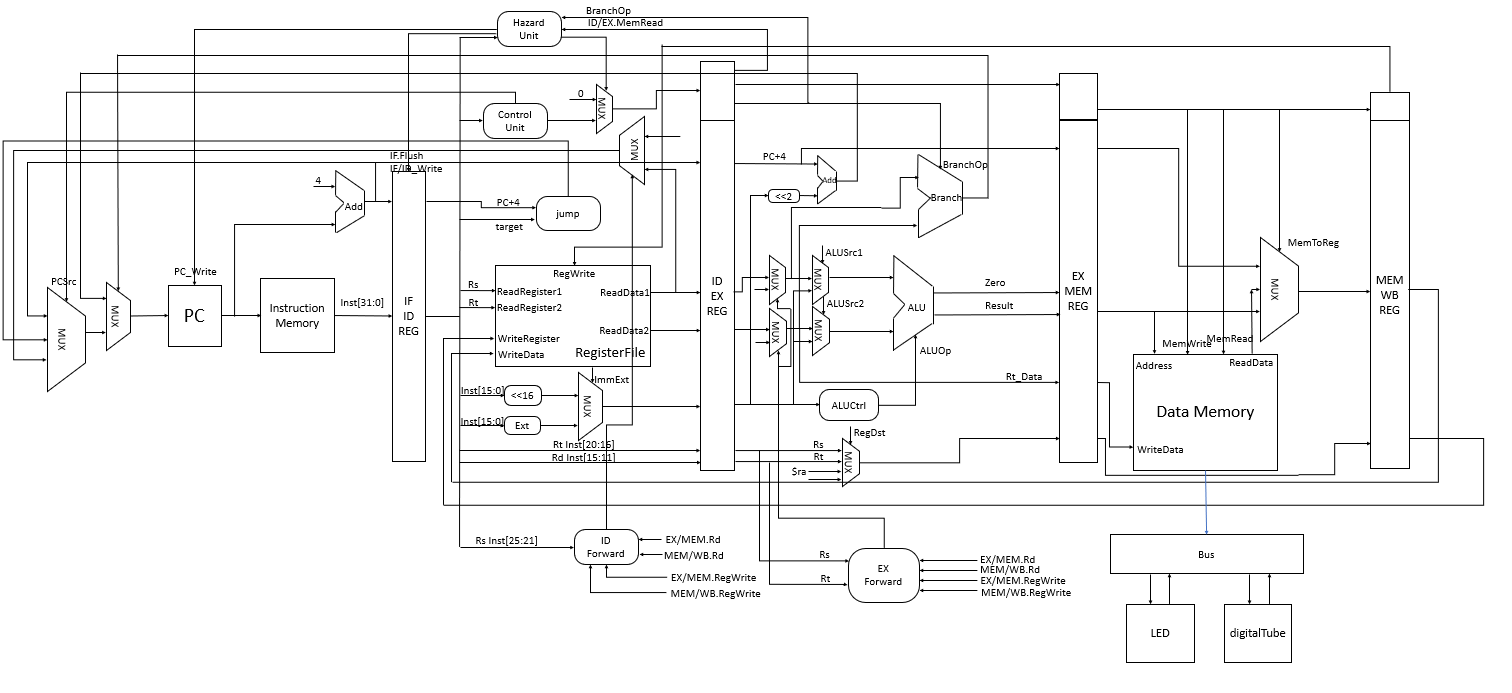 BranchOp
ID/EX.MemRead
Hazard
Unit
0
MUX
Control
Unit
MUX
IF.Flush
IF/ID_Write
4
Add
PC+4
target
jump
PC+4
Add
<<2
BranchOp
Branch
PCSrc
MUX
MUX
PC_Write
PC
Instruction
Memory
Inst[31:0]
IF
ID
REG
RegWrite
Rs
ReadRegister1
Rt
ReadRegister2
ReadData1
ReadData2
WriteRegister
WriteData
RegisterFile
ImmExt
Inst[15:0]
<<16
MUX
Inst[15:0]
Ext
Rt Inst[20:16]
Rd Inst[15:11]
ID
EX
REG
MUX
MUX
ALUSrc1
MUX
ALUSrc2
MUX
ALU
Zero
Result
ALUOp
Rt_Data
ALUCtrl
RegDst
Rs
Rt
$ra
MUX
EX
MEM
REG
MemToReg
MUX
MemWrite
MemRead
Address
ReadData
Data Memory
WriteData
MEM
WB
REG
Rs Inst[25:21]
ID
Forward
EX/MEM.Rd
MEM/WB.Rd
EX/MEM.RegWrite
MEM/WB.RegWrite
Rs
Rt
EX
Forward
EX/MEM.Rd
MEM/WB.Rd
EX/MEM.RegWrite
MEM/WB.RegWrite
Bus
LED
digitalTube